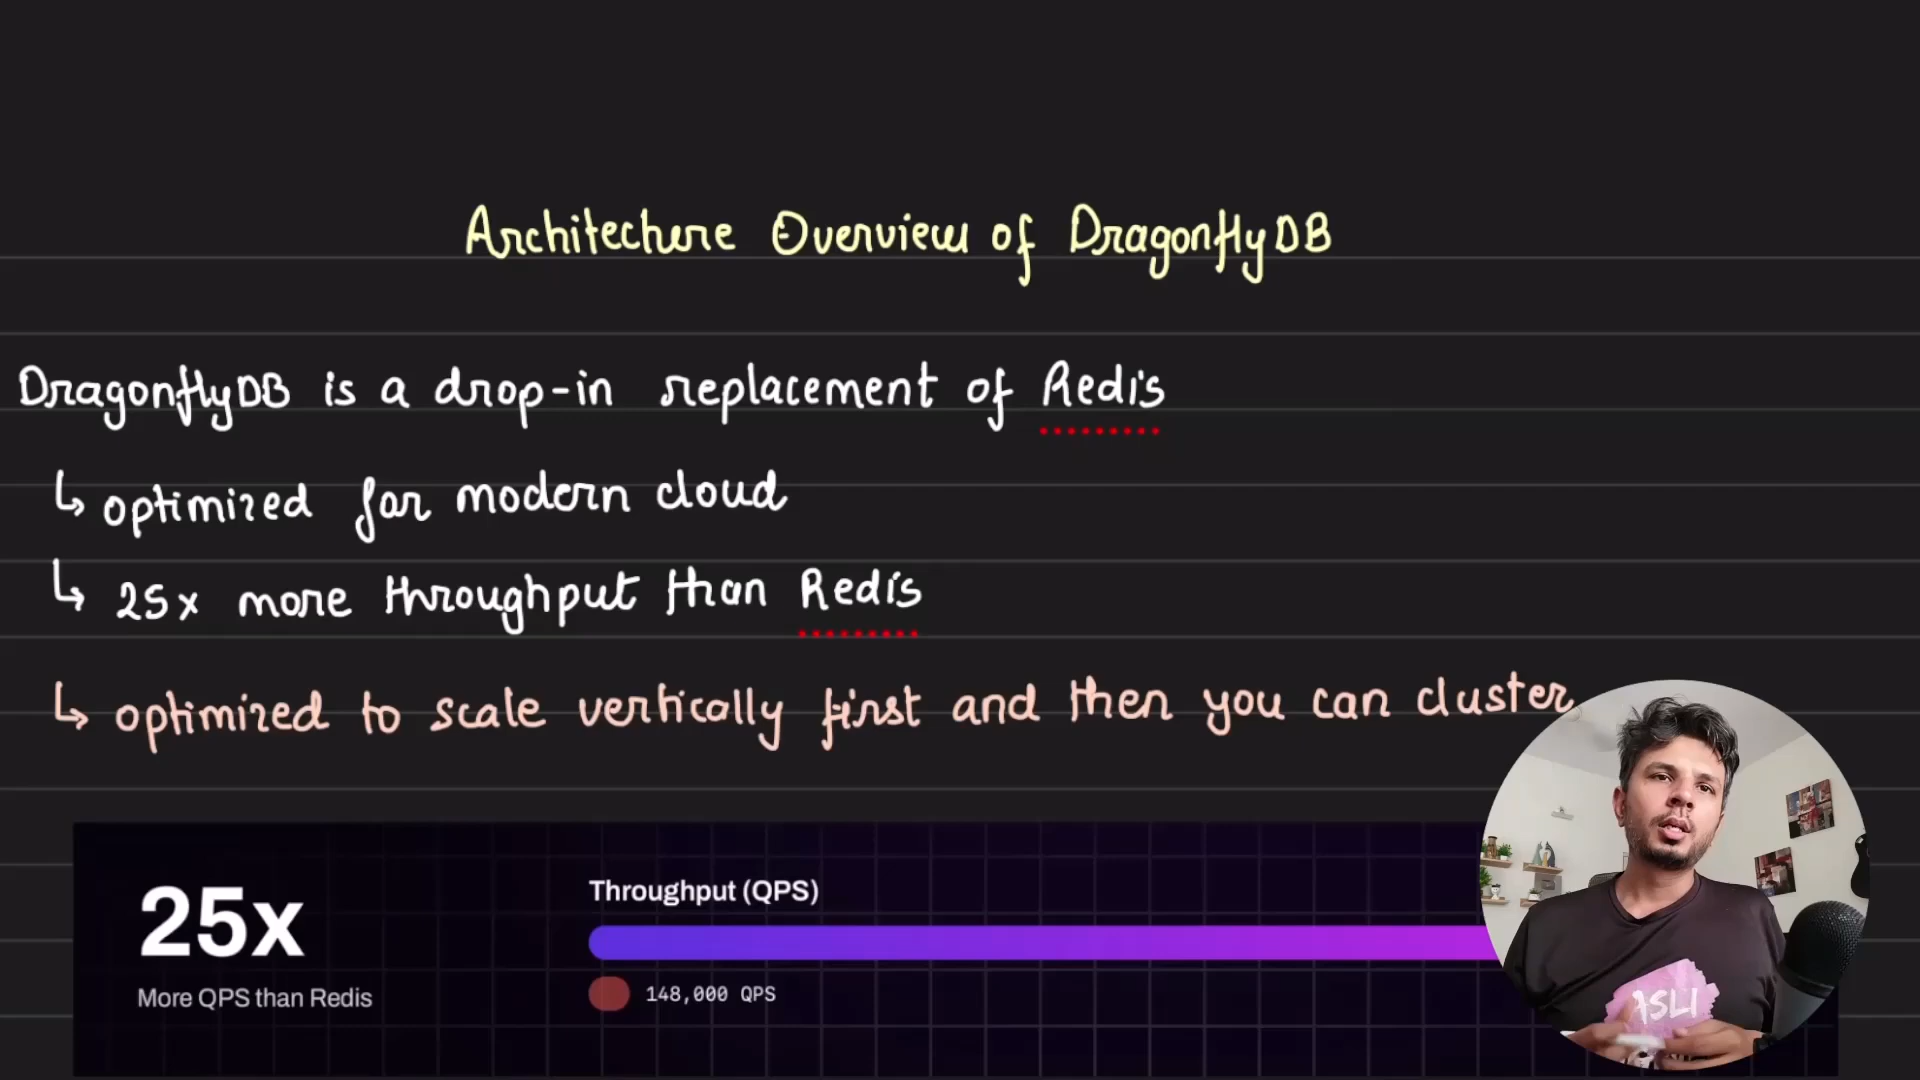 Architecture Overview of DragonflyDB
DragonflyDB is a drop-in replacement of Redis
↳ optimized for modern cloud
↳ 25x more throughput than Redis
↳ optimized to scale vertically first and then you can cluster
25x
More QPS than Redis
Throughput (QPS)
148,000 QPS
ASLI